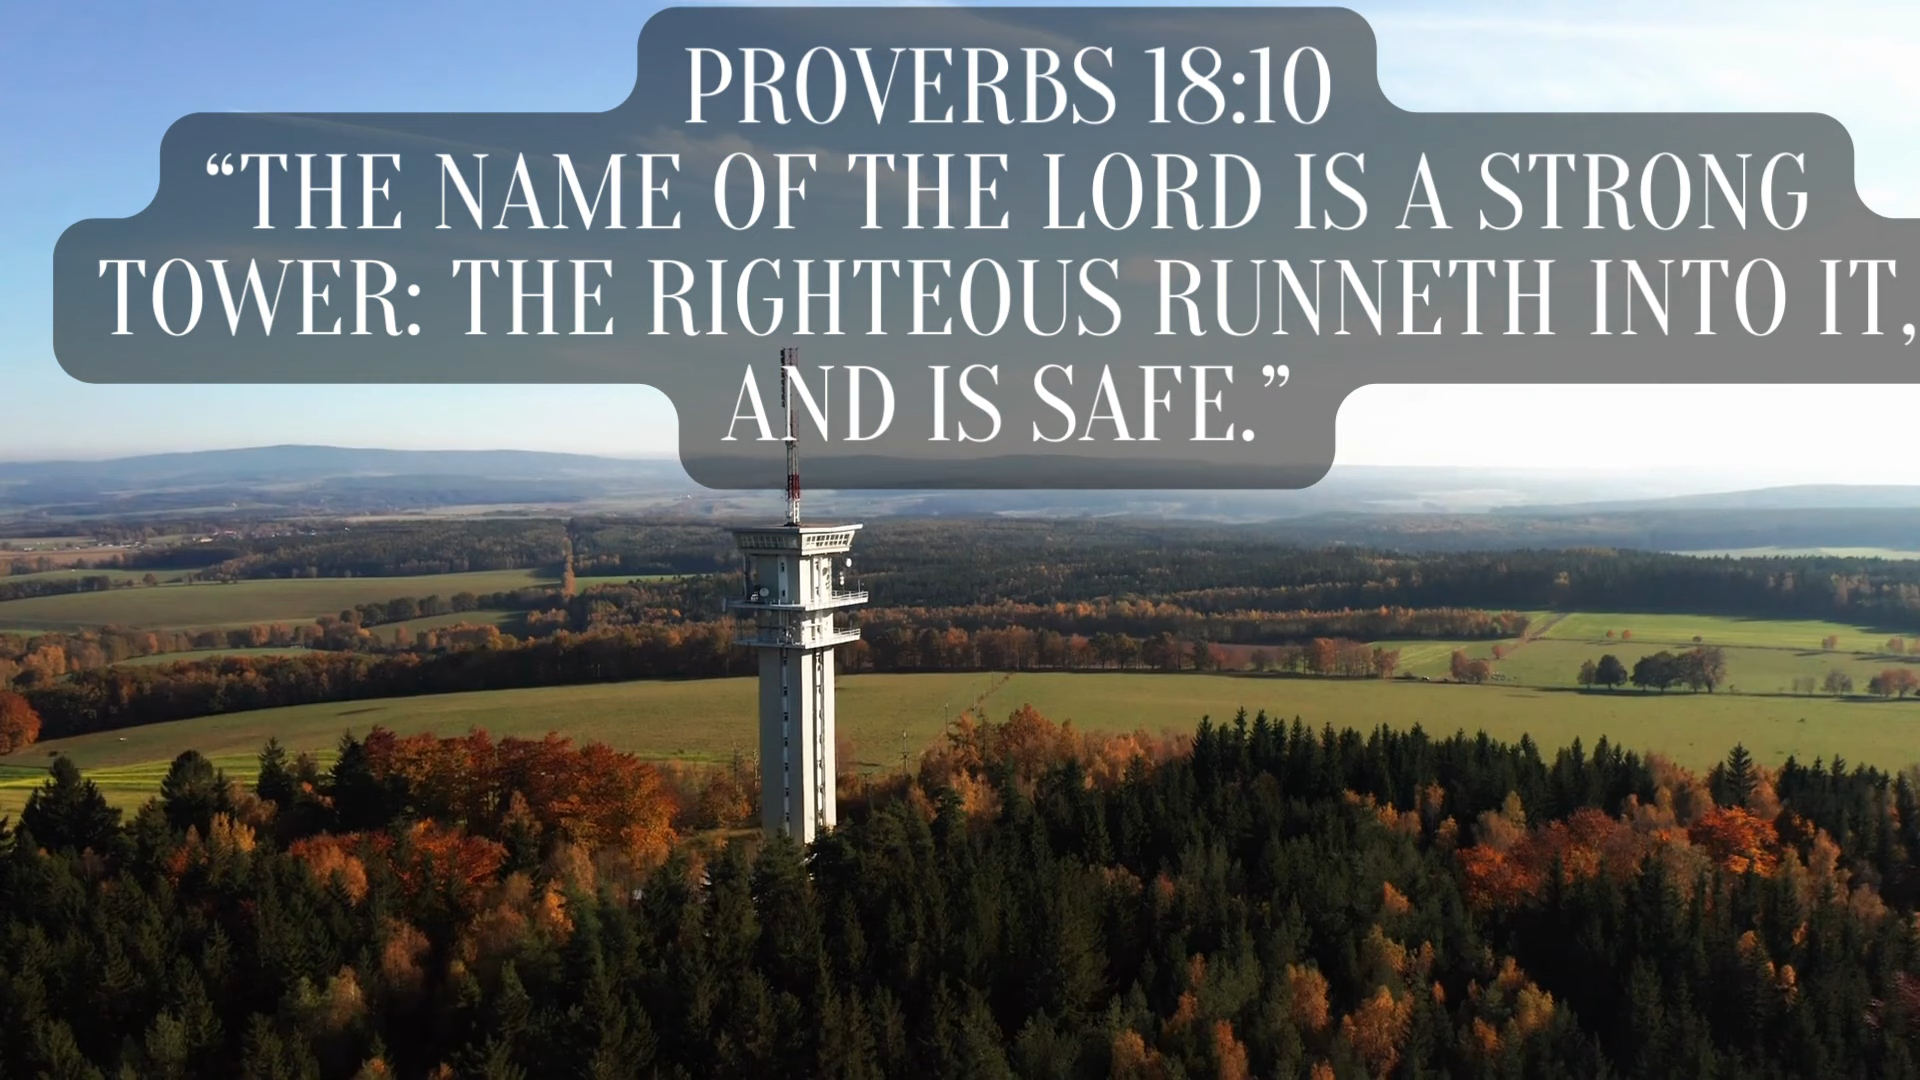 PROVERBS 18:10
“THE NAME OF THE LORD IS A STRONG
TOWER: THE RIGHTEOUS RUNNETH INTO IT,
AND IS SAFE.”